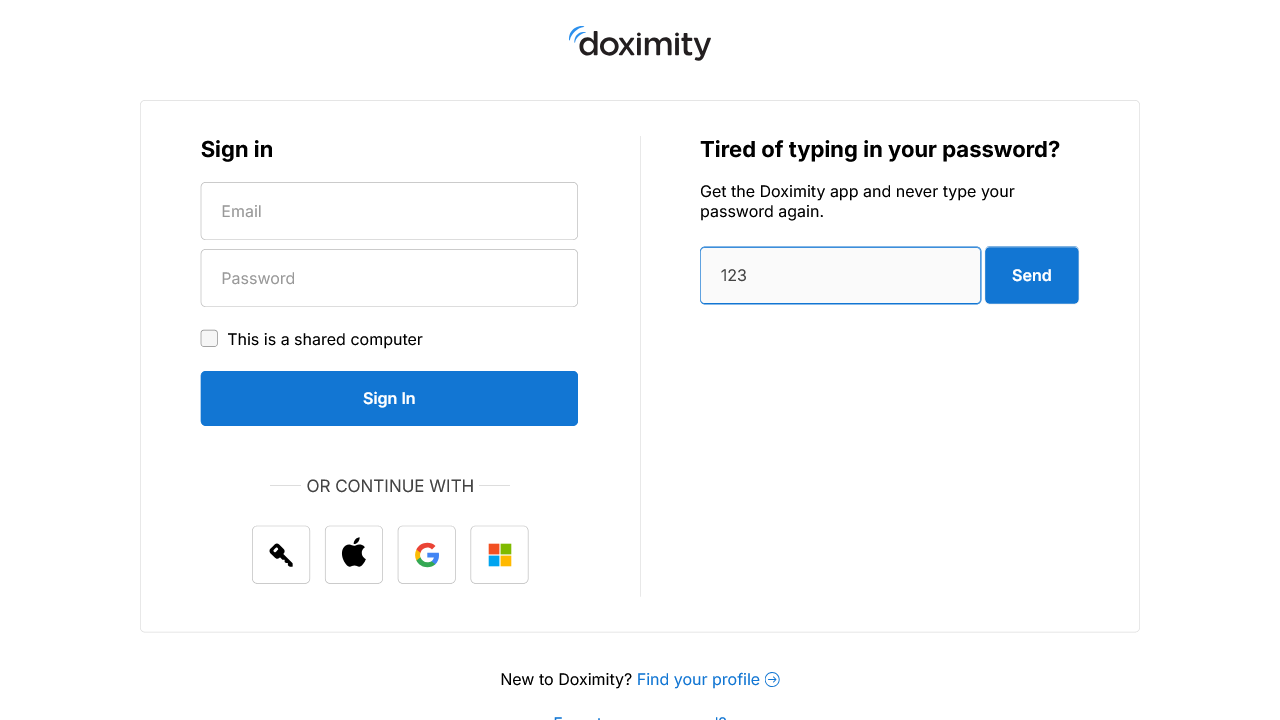 doximity
Sign in
Email
Password
This is a shared computer
Sign In
OR CONTINUE WITH
Tired of typing in your password?
Get the Doximity app and never type your
password again.
123
Send
New to Doximity? Find your profile